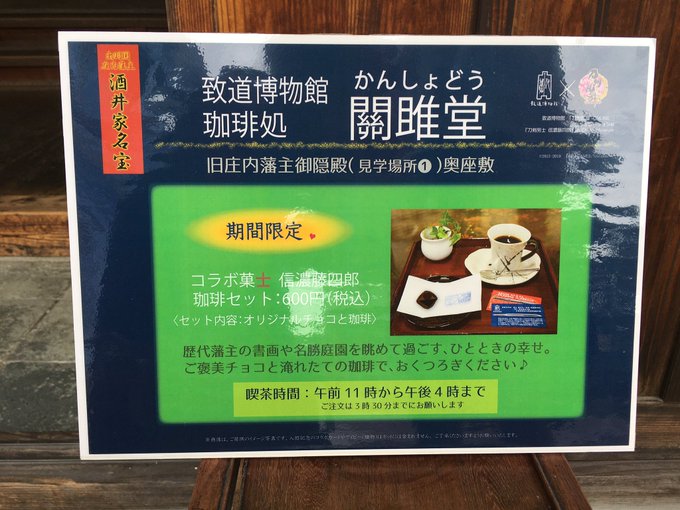 酒井家名宝
致道博物館
珈琲処
かんしょどう
關雎堂
致道博物館
旧庄内藩主御隠殿(見学場所❶)奥座敷
期間限定
コラボ菓士 信濃藤四郎
珈琲セット：600円(税込)
〈セット内容：オリジナルチョコと珈琲〉
歴代藩主の書画や名勝庭園を眺めて過ごす、ひとときの幸せ。
ご褒美チョコと淹れたての珈琲で、おくつろぎください♪
喫茶時間：午前11時から午後4時まで
ご注文は3時30分までにお願いします